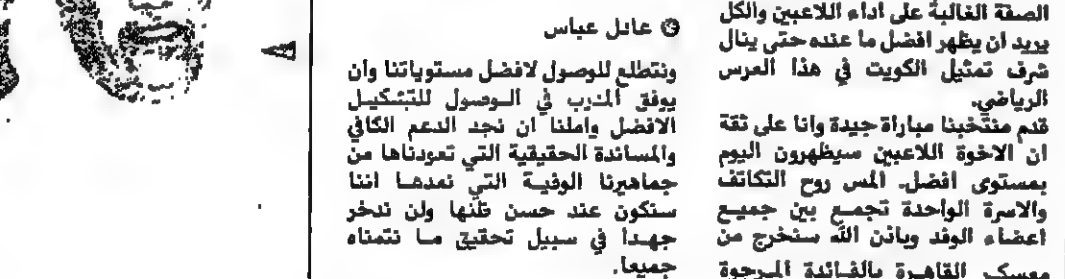 الصفة الغالبة على اداء اللاعبين والكل
يريد ان يظهر افضل ما عنده حتى ينال
شرف تمثيل الكويت في هذا العرس
الرياضي.
قدم منتخبنا مباراة جيدة وانا على ثقة
ان الاخوة اللاعبين سيظهرون اليوم
بمستوى افضل. المس روح التكاتف
والاسرة الواحدة تجمع بين جميع
اعضاء الوفد وباذن الله سنخرج من
معسكر القاهرة بالفائدة المرجوة
عادل عباس
ونتطلع للوصول لافضل مستوياتنا وان
يوفق المدرب في الوصول للتشكيل
الافضل واملنا ان نجد الدعم الكافي
والمساندة الحقيقية التي تعودناها من
جماهيرنا الوفية التي نعدها اننا
سنكون عند حسن ظنها ولن ندخر
جهدا في سبيل تحقيق ما نتمناه
جميعا.